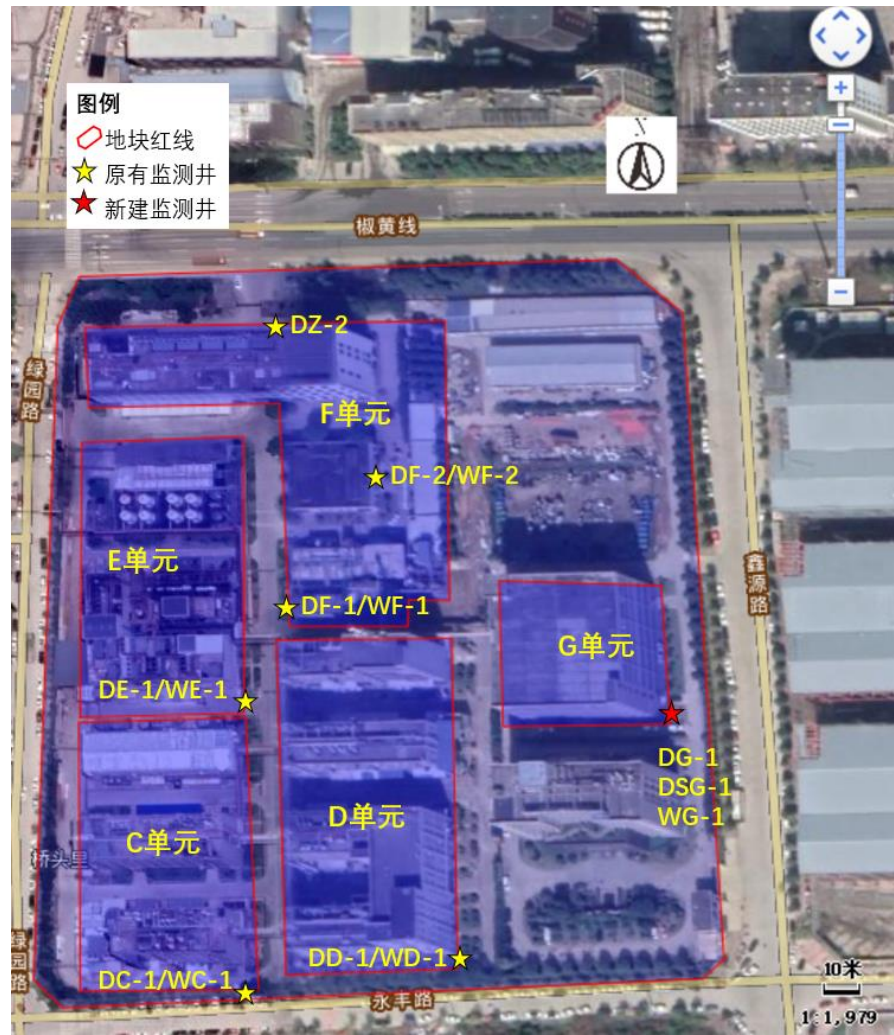 图例
地块红线
原有监测井
新建监测井
N
+
−
椒黄线
DZ-2
绿园路
F单元
DF-2/WF-2
E单元
鑫源路
DF-1/WF-1
G单元
DE-1/WE-1
DG-1
DSG-1
WG-1
D单元
C单元
桥头里
DD-1/WD-1
绿园路
DC-1/WC-1
永丰路
10米
1:1,979